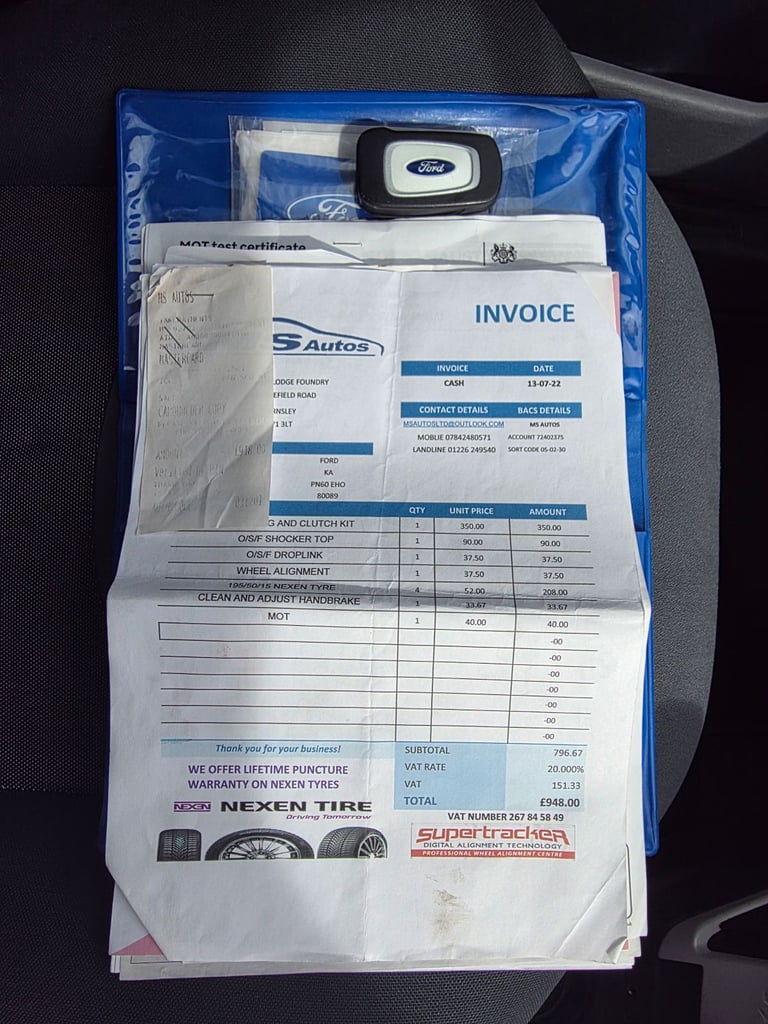 Ford
MOT test certificate
MS AUTOS
MASTERCARD
INVOICE
S Autos
INVOICE DATE
CASH 13-07-22
LODGE FOUNDRY
EFIELD ROAD
NSLEY
1 3LT
CONTACT DETAILS BACS DETAILS
MSAUTOSLTD@OUTLOOK.COM MS AUTOS
MOBLIE 07842480571 ACCOUNT 72402375
LANDLINE 01226 249540 SORT CODE 05-02-30
FORD
KA
PN60 EHO
80089
QTY UNIT PRICE AMOUNT
G AND CLUTCH KIT 1 350.00 350.00
O/S/F SHOCKER TOP 1 90.00 90.00
O/S/F DROPLINK 1 37.50 37.50
WHEEL ALIGNMENT 1 37.50 37.50
195/50/15 NEXEN TYRE 4 52.00 208.00
CLEAN AND ADJUST HANDBRAKE 1 33.67 33.67
MOT 1 40.00 40.00
-00
-00
-00
-00
-00
-00
-00
Thank you for your business!
SUBTOTAL 796.67
VAT RATE 20.000%
VAT 151.33
TOTAL £948.00
WE OFFER LIFETIME PUNCTURE
WARRANTY ON NEXEN TYRES
NEXEN NEXEN TIRE
Driving Tomorrow
VAT NUMBER 267 84 58 49
supertracker
DIGITAL ALIGNMENT TECHNOLOGY
PROFESSIONAL WHEEL ALIGNMENT CENTRE